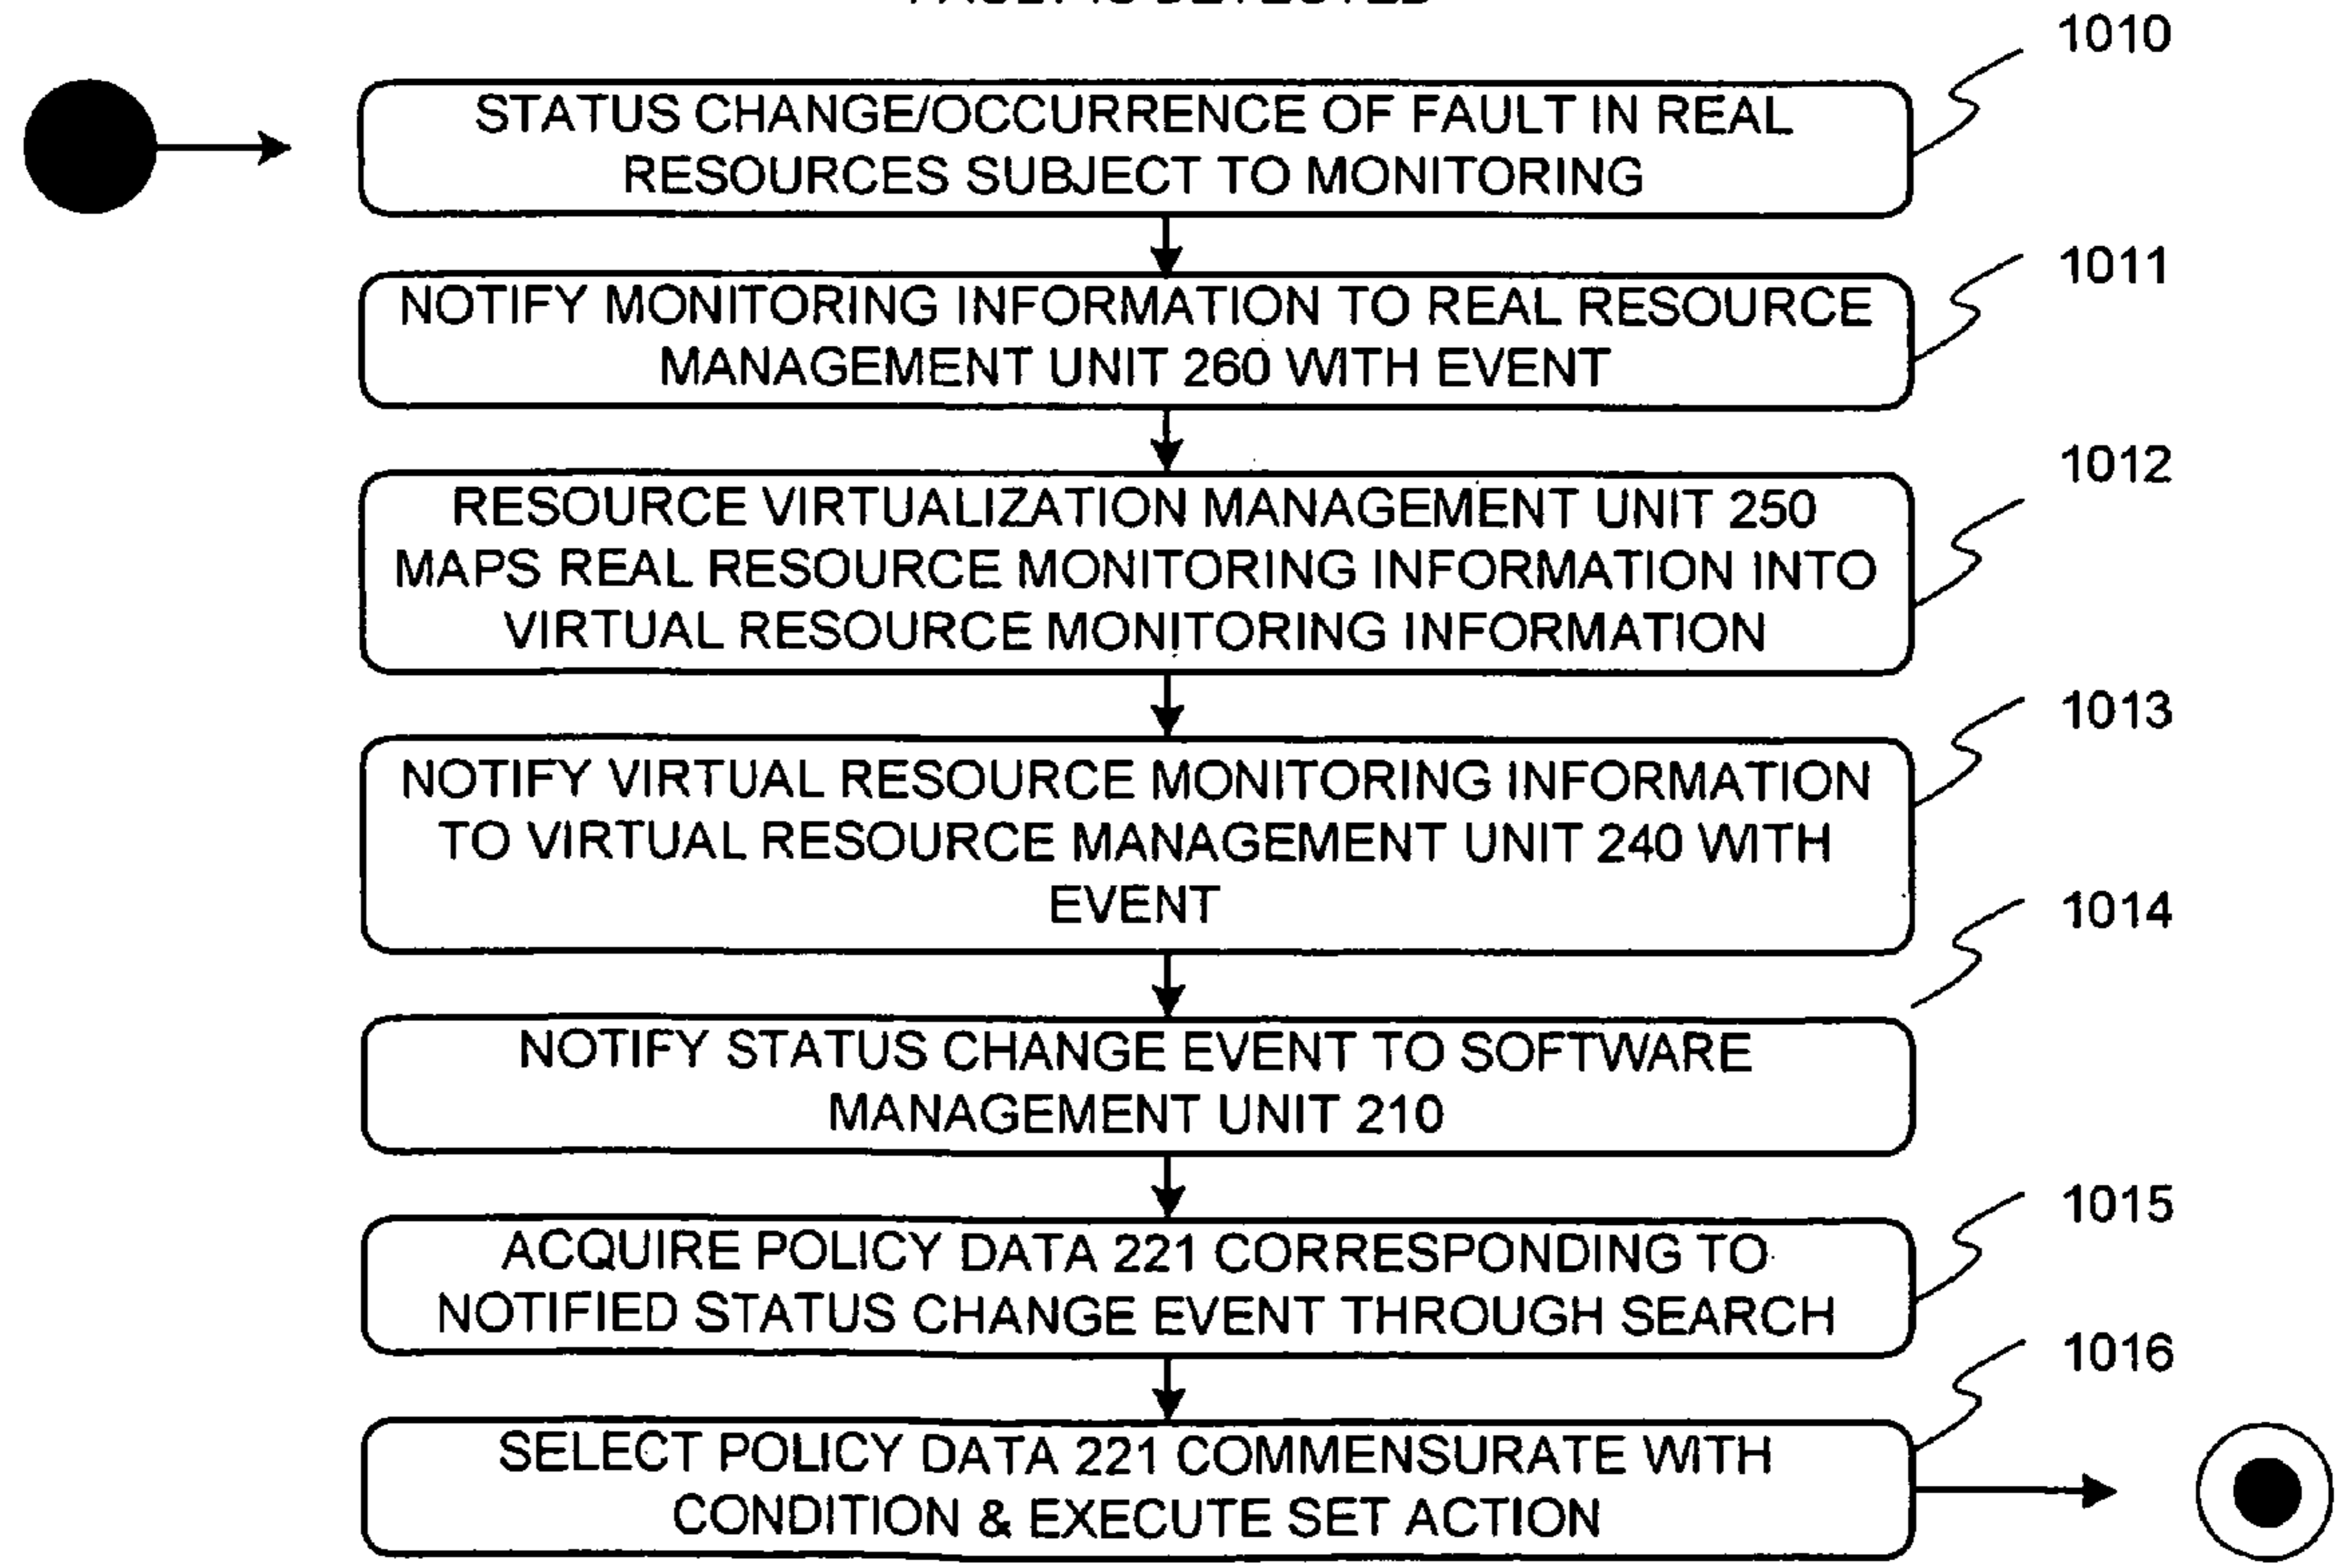 1010
STATUS CHANGE/OCCURRENCE OF FAULT IN REAL
RESOURCES SUBJECT TO MONITORING
1011
NOTIFY MONITORING INFORMATION TO REAL RESOURCE
MANAGEMENT UNIT 260 WITH EVENT
1012
RESOURCE VIRTUALIZATION MANAGEMENT UNIT 250
MAPS REAL RESOURCE MONITORING INFORMATION INTO
VIRTUAL RESOURCE MONITORING INFORMATION
1013
NOTIFY VIRTUAL RESOURCE MONITORING INFORMATION
TO VIRTUAL RESOURCE MANAGEMENT UNIT 240 WITH
EVENT
1014
NOTIFY STATUS CHANGE EVENT TO SOFTWARE
MANAGEMENT UNIT 210
1015
ACQUIRE POLICY DATA 221 CORRESPONDING TO
NOTIFIED STATUS CHANGE EVENT THROUGH SEARCH
1016
SELECT POLICY DATA 221 COMMENSURATE WITH
CONDITION & EXECUTE SET ACTION